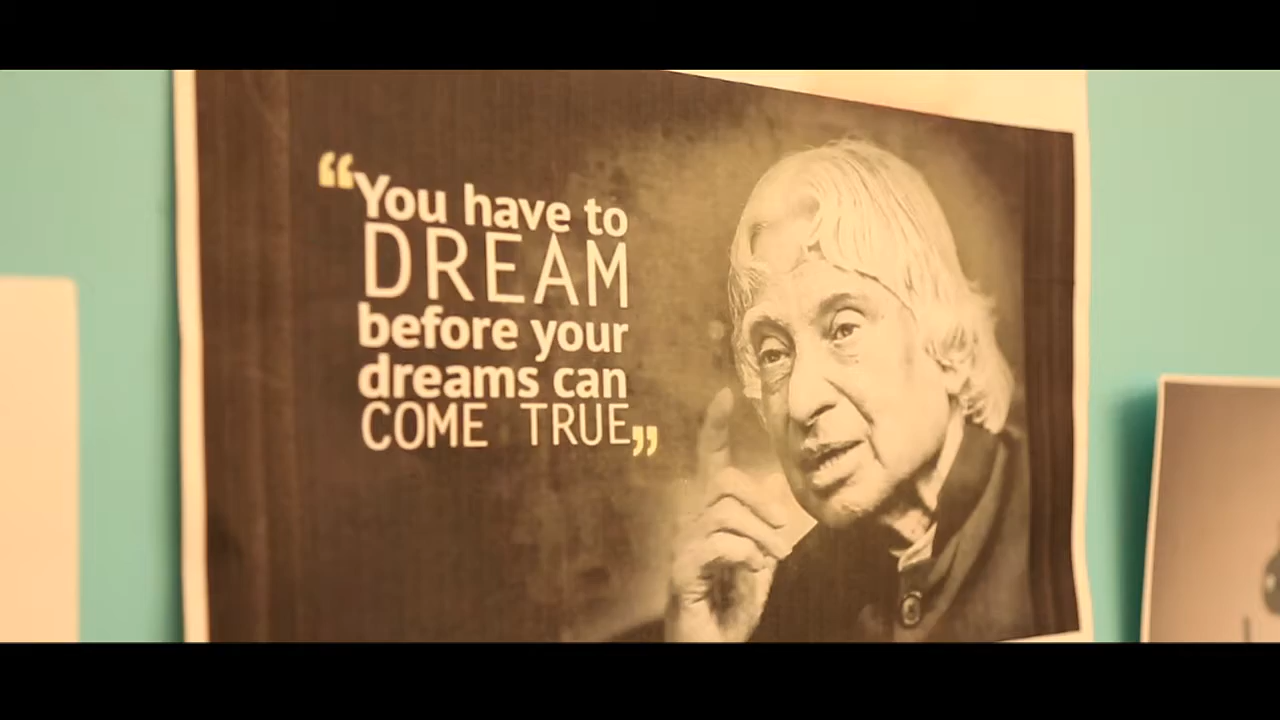 “You have to
DREAM
before your
dreams can
COME TRUE„